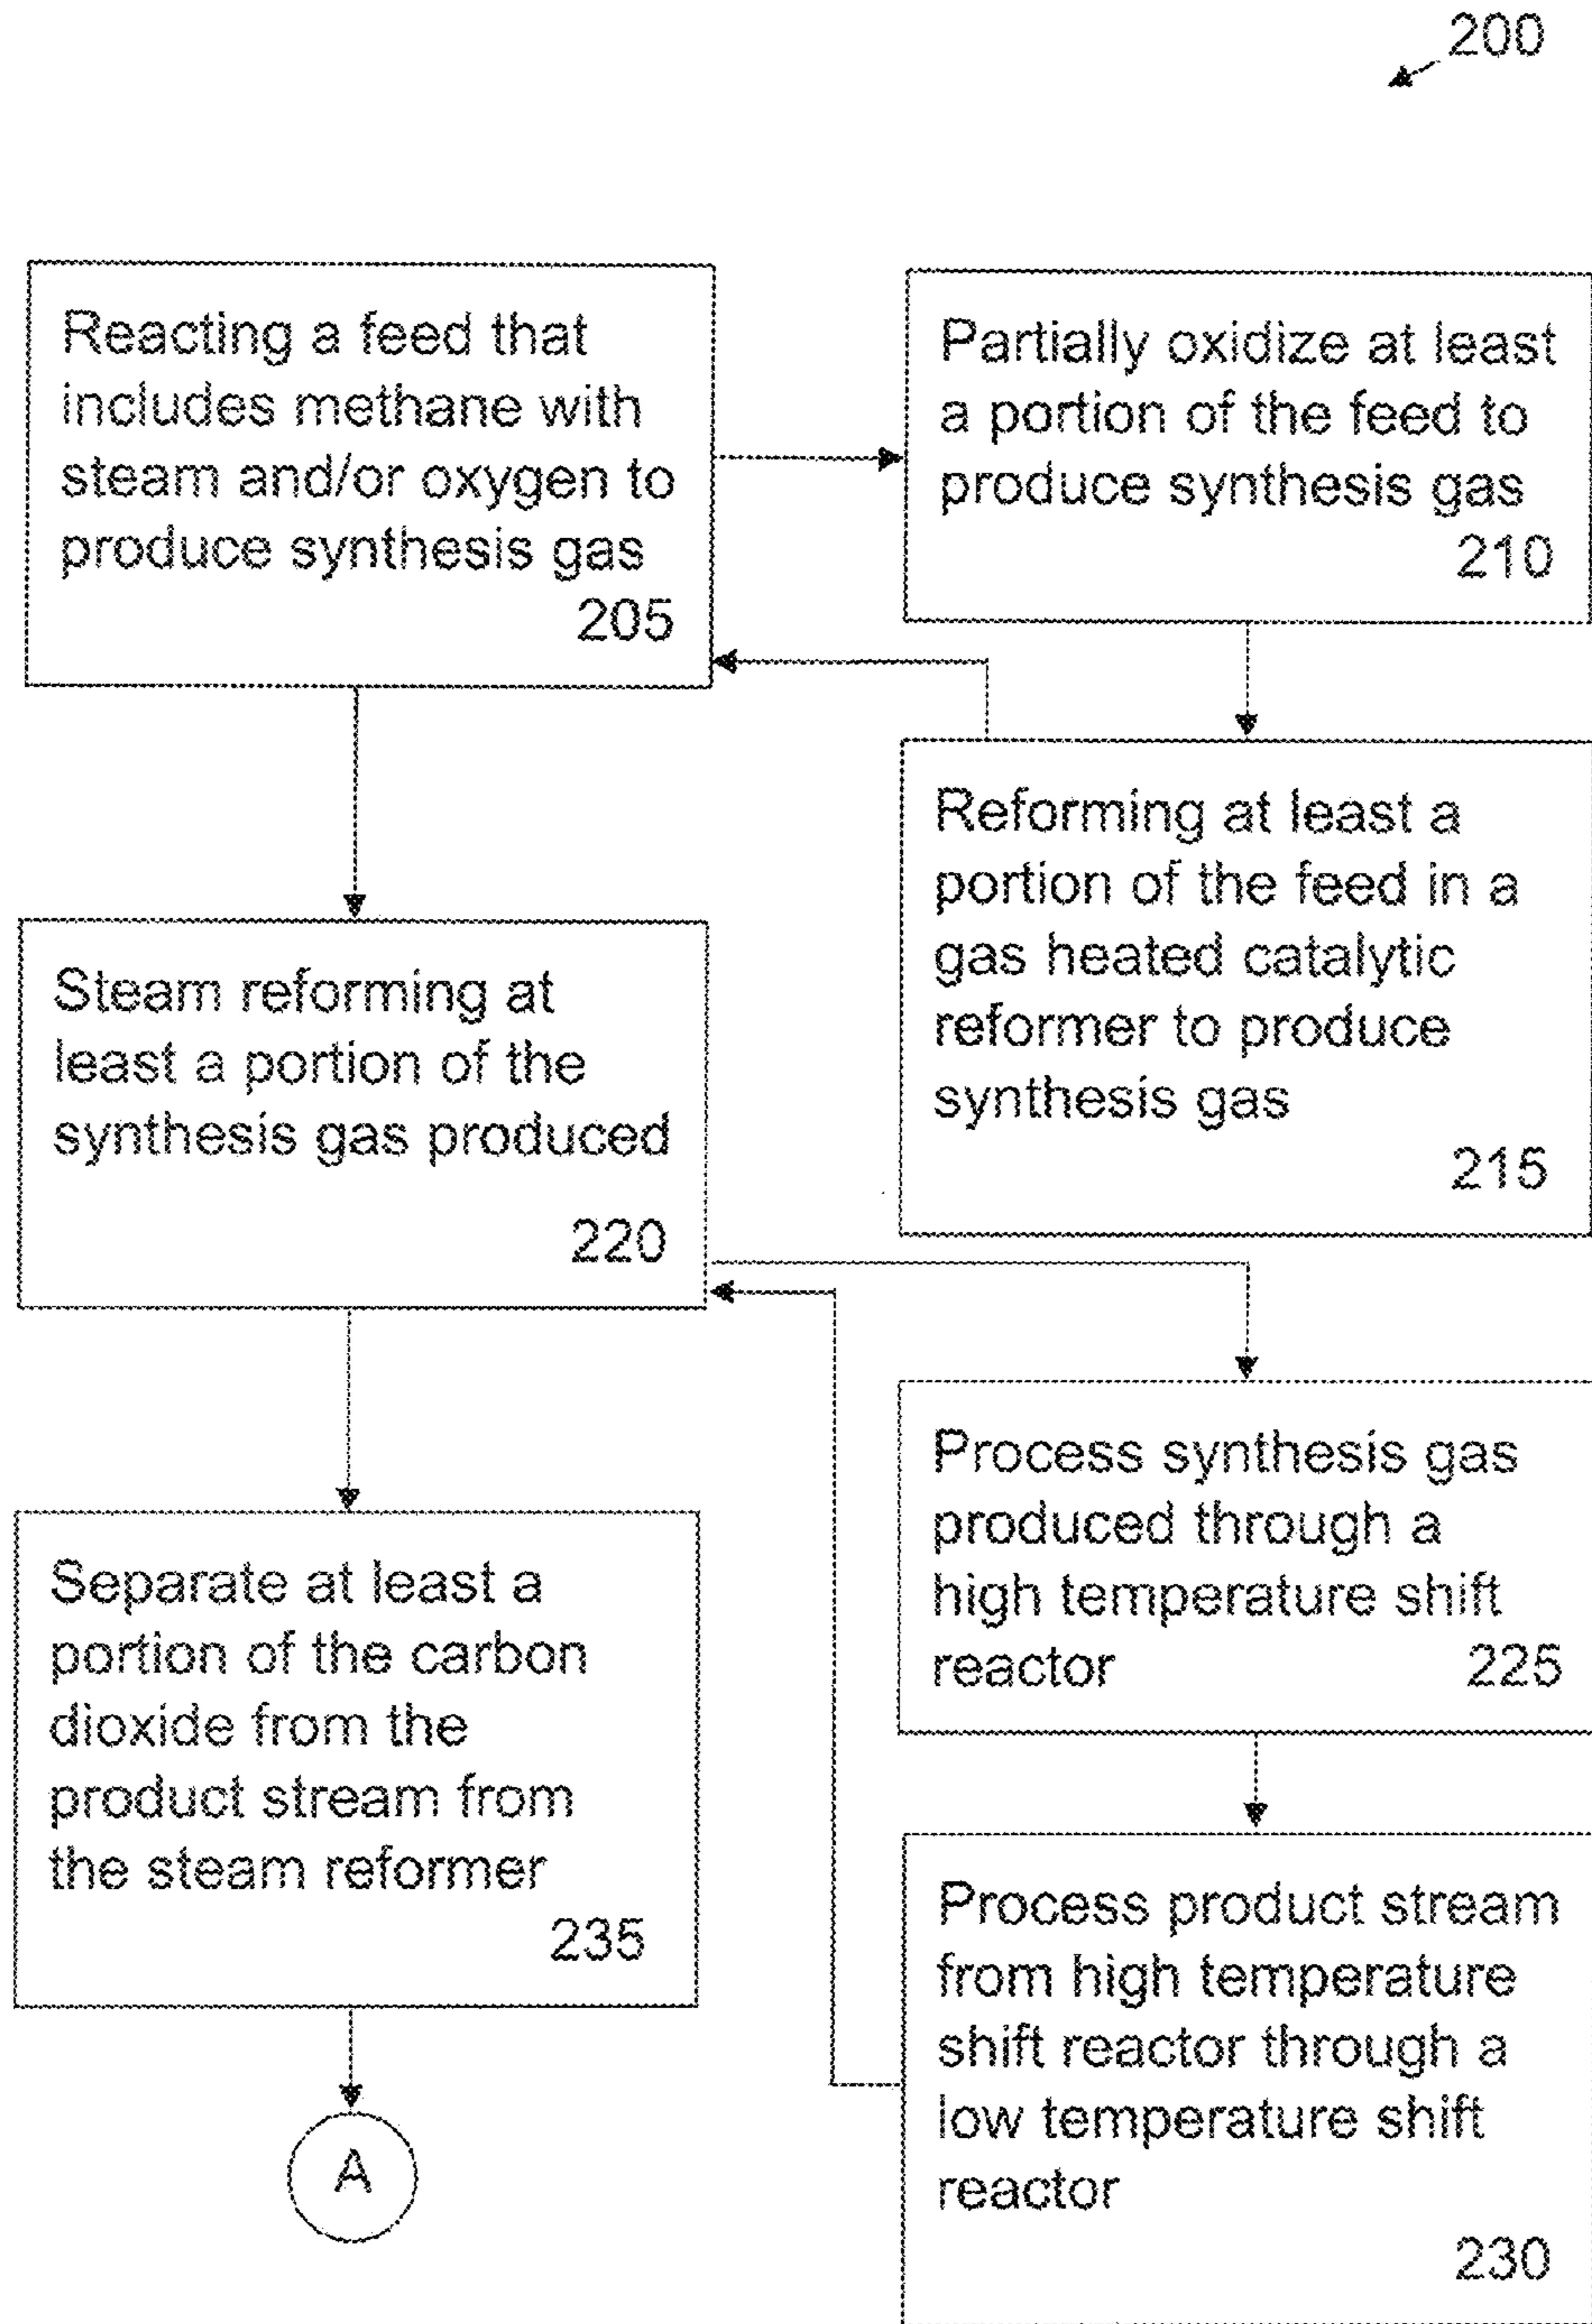 200
Reacting a feed that
includes methane with
steam and/or oxygen to
produce synthesis gas
205
Partially oxidize at least
a portion of the feed to
produce synthesis gas
210
Reforming at least a
portion of the feed in a
gas heated catalytic
reformer to produce
synthesis gas
215
Steam reforming at
least a portion of the
synthesis gas produced
220
Process synthesis gas
produced through a
high temperature shift
reactor 225
Process product stream
from high temperature
shift reactor through a
low temperature shift
reactor
230
Separate at least a
portion of the carbon
dioxide from the
product stream from
the steam reformer
235
A